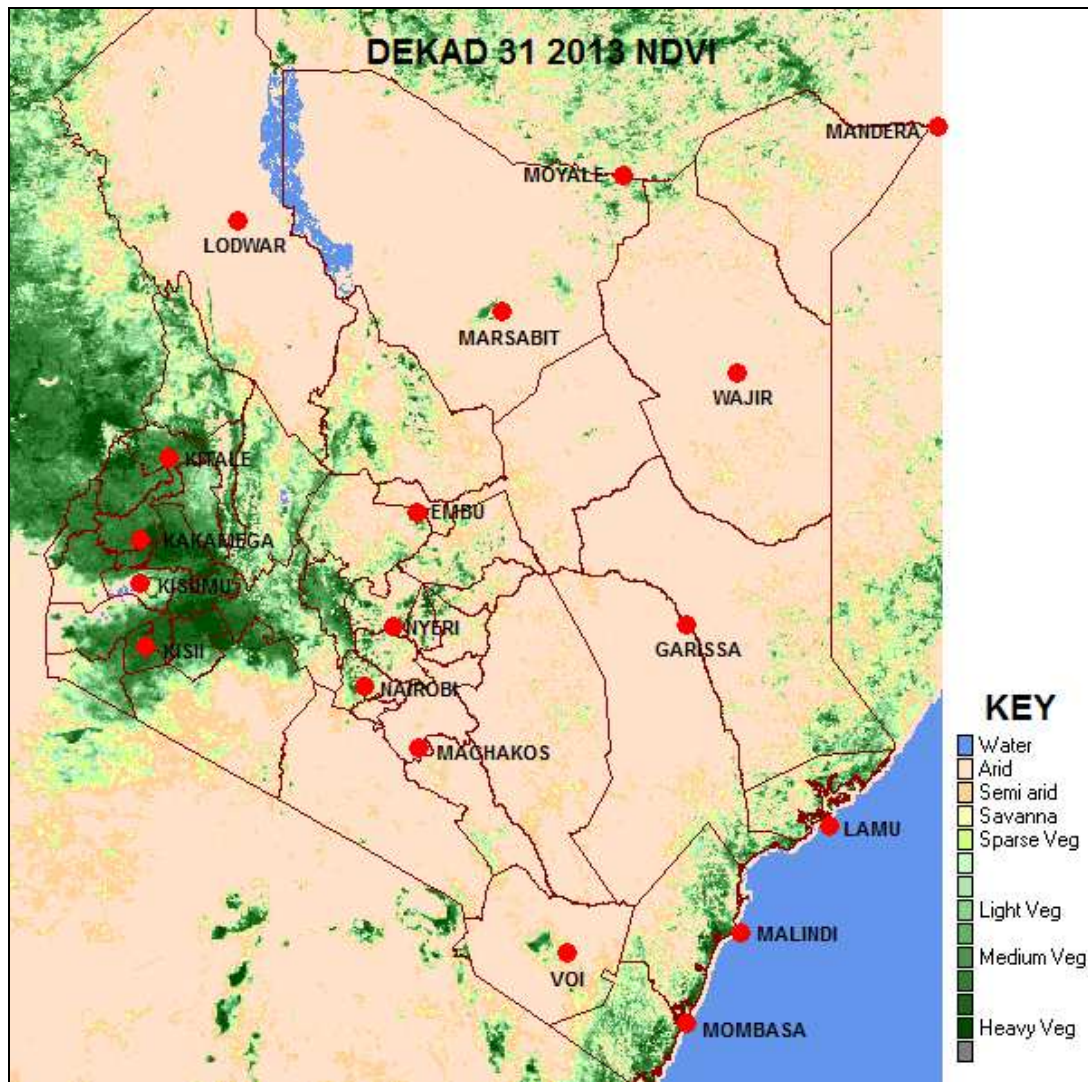 DEKAD 31 2013 NDVI
MANDERA
MOYALE
LODWAR
MARSABIT
WAJIR
KITALE
EMBU
KAKAMEGA
KISUMU
NYERI
GARISSA
KISII
NAIROBI
MACHAKOS
LAMU
MALINDI
VOI
MOMBASA
KEY
Water
Arid
Semi arid
Savanna
Sparse Veg
Light Veg
Medium Veg
Heavy Veg